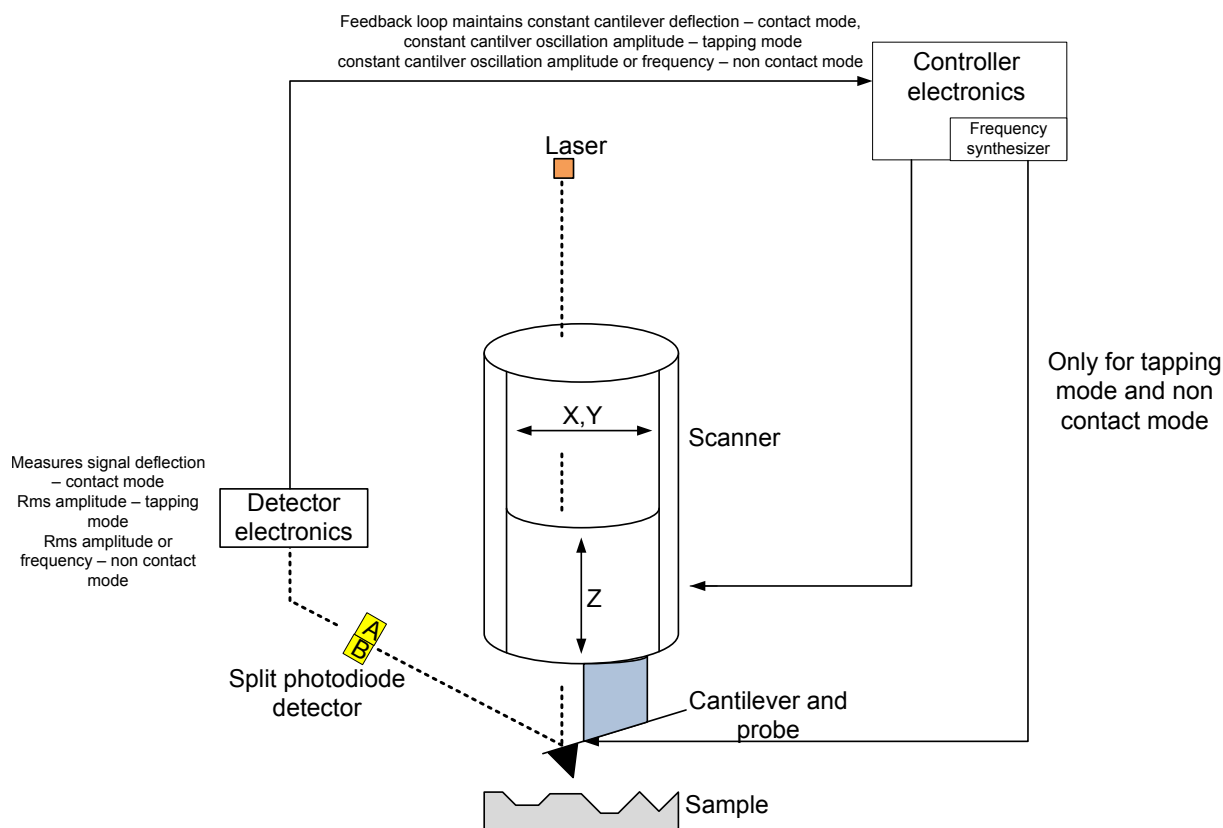 Feedback loop maintains constant cantilever deflection – contact mode,
constant cantilver oscillation amplitude – tapping mode
constant cantilver oscillation amplitude or frequency – non contact mode
Controller
electronics
Frequency
synthesizer
Laser
Only for tapping
mode and non
contact mode
X,Y
Scanner
Measures signal deflection
– contact mode
Rms amplitude – tapping
mode
Rms amplitude or
frequency – non contact
mode
Detector
electronics
Z
A
B
Split photodiode
detector
Cantilever and
probe
Sample